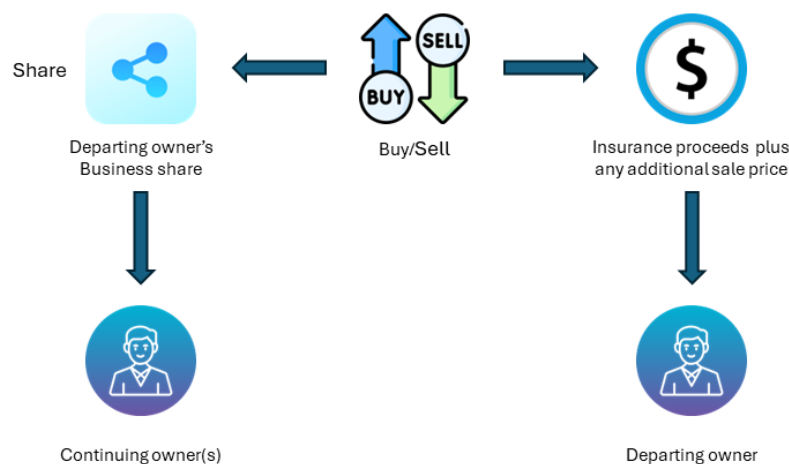 Share
BUY
SELL
$
Departing owner's
Business share
Buy/Sell
Insurance proceeds plus
any additional sale price
Continuing owner(s)
Departing owner